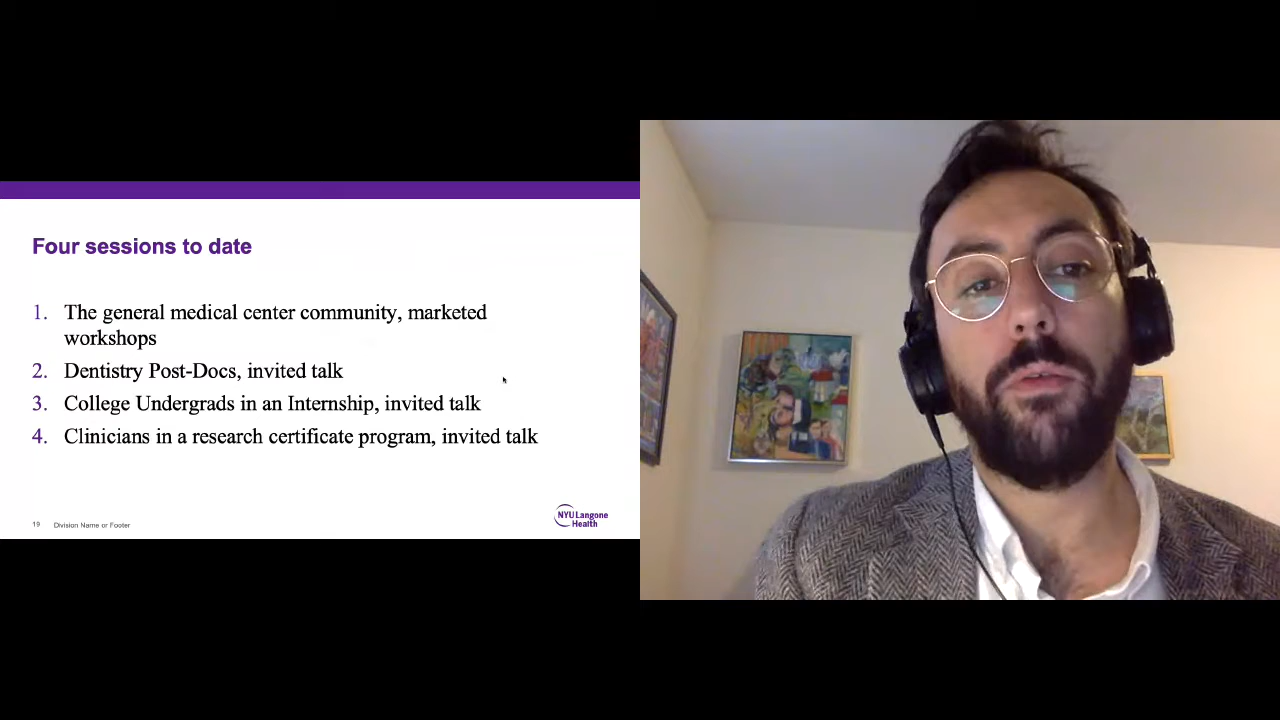 Four sessions to date
1. The general medical center community, marketed
workshops
2. Dentistry Post-Docs, invited talk
3. College Undergrads in an Internship, invited talk
4. Clinicians in a research certificate program, invited talk
19 Division Name or Footer
NYU Langone
Health